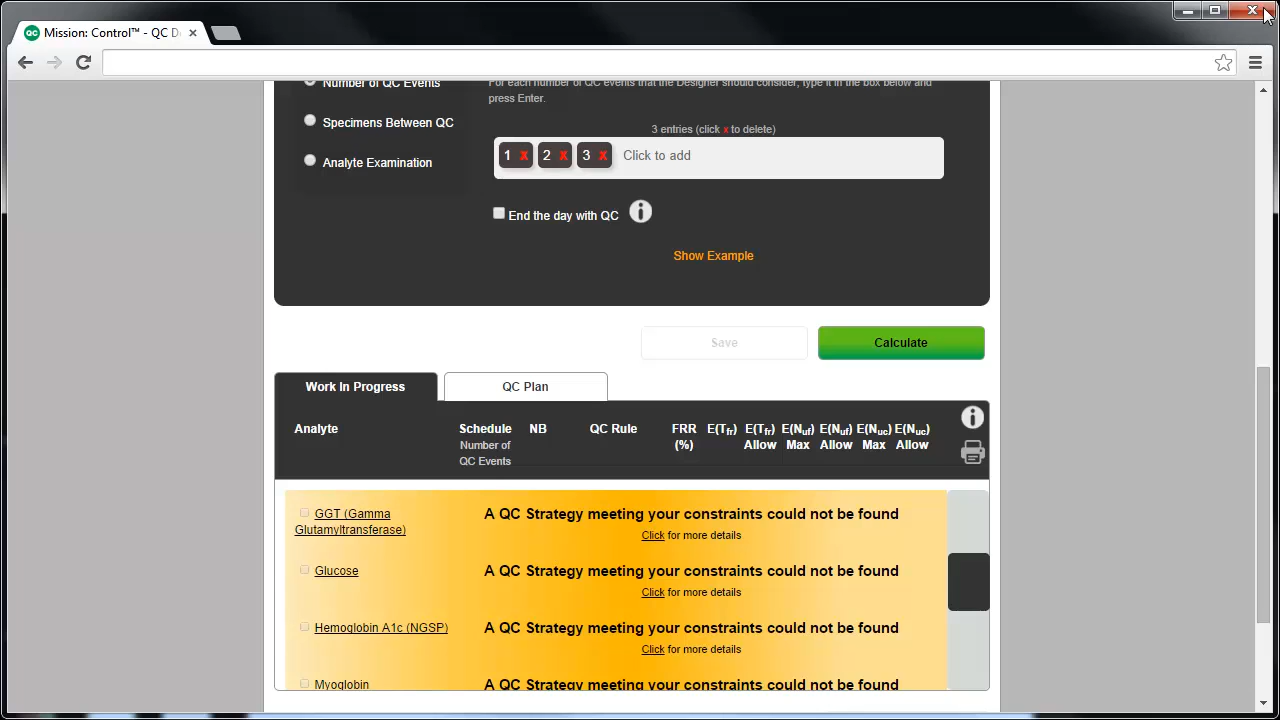 QC Mission: Control™ - QC D
Number of QC Events
For each number of QC events that the Designer should consider, type it in the box below and
press Enter.
Specimens Between QC
3 entries (click x to delete)
Analyte Examination
1 x 2 x 3 x Click to add
End the day with QC
Show Example
Save Calculate
Work In Progress QC Plan
Analyte Schedule NB QC Rule FRR E(Tfr) E(Tfr) E(Nuf) E(Nuf) E(Nuc) E(Nuc)
Number of (%) Allow Max Allow Max Allow
QC Events
GGT (Gamma A QC Strategy meeting your constraints could not be found
Glutamyltransferase) Click for more details
Glucose A QC Strategy meeting your constraints could not be found
Click for more details
Hemoglobin A1c (NGSP) A QC Strategy meeting your constraints could not be found
Click for more details
Myoglobin A QC Strategy meeting your constraints could not be found